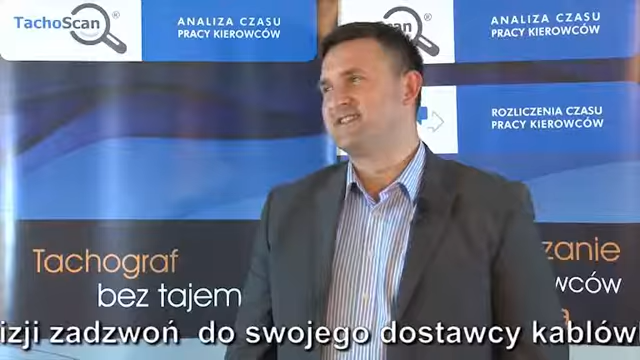 TachoScan
ANALIZA CZASU
PRACY KIEROWCÓW
ANALIZA CZASU
PRACY KIEROWCÓW
ROZLICZENIA CZASU
PRACY KIEROWCÓW
Tachograf
bez tajem
zanie
wców
a
izji zadzwoń do swojego dostawcy kablów